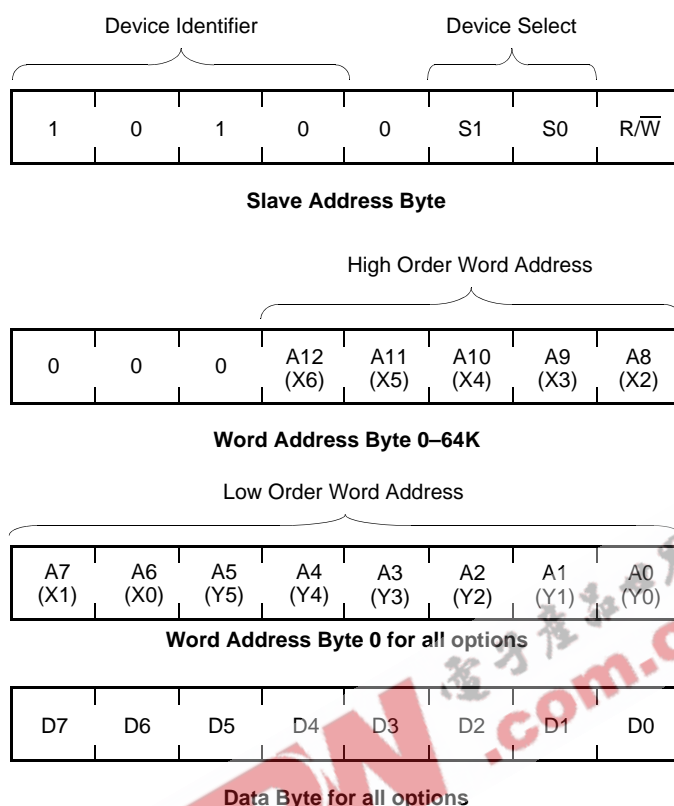 Device Identifier Device Select
1 0 1 0 0 S1 S0 R/W̅
Slave Address Byte
High Order Word Address
0 0 0 A12 A11 A10 A9 A8
(X6) (X5) (X4) (X3) (X2)
Word Address Byte 0–64K
Low Order Word Address
A7 A6 A5 A4 A3 A2 A1 A0
(X1) (X0) (Y5) (Y4) (Y3) (Y2) (Y1) (Y0)
Word Address Byte 0 for all options
D7 D6 D5 D4 D3 D2 D1 D0
Data Byte for all options
.com.c